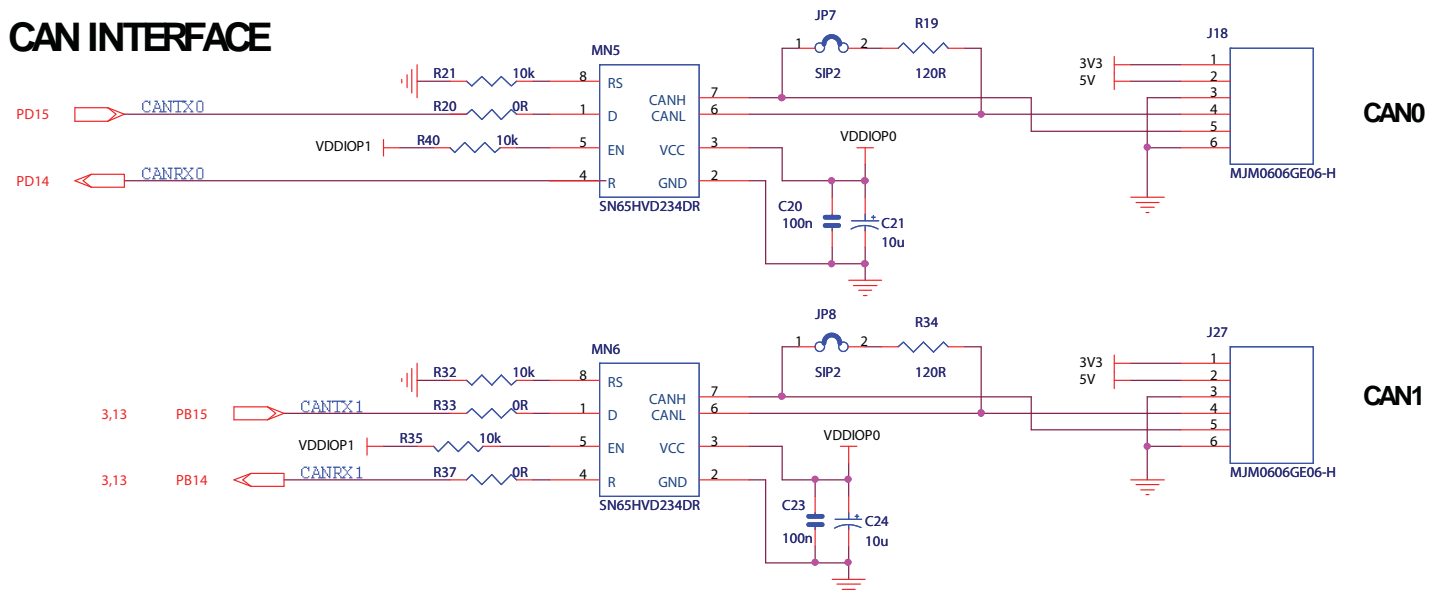 CAN INTERFACE
JP7
R19
1 2
SIP2
120R
MN5
J18
R21 10k 8 RS
3V3 1
5V 2
3
4
5
6
PD15 CANTX0 R20 0R 1 D
CANH 7
CANL 6
CAN0
VDDIOP1 R40 10k 5 EN
VCC 3
VDDIOP0
PD14 CANRX0 4 R
GND 2
SN65HVD234DR
MJM0606GE06-H
C20
100n
+
C21
10u
JP8
R34
1 2
SIP2
120R
MN6
J27
R32 10k 8 RS
3V3 1
5V 2
3
4
5
6
3,13 PB15 CANTX1 R33 0R 1 D
CANH 7
CANL 6
CAN1
VDDIOP1 R35 10k 5 EN
VCC 3
VDDIOP0
3,13 PB14 CANRX1 R37 0R 4 R
GND 2
SN65HVD234DR
MJM0606GE06-H
C23
100n
+
C24
10u